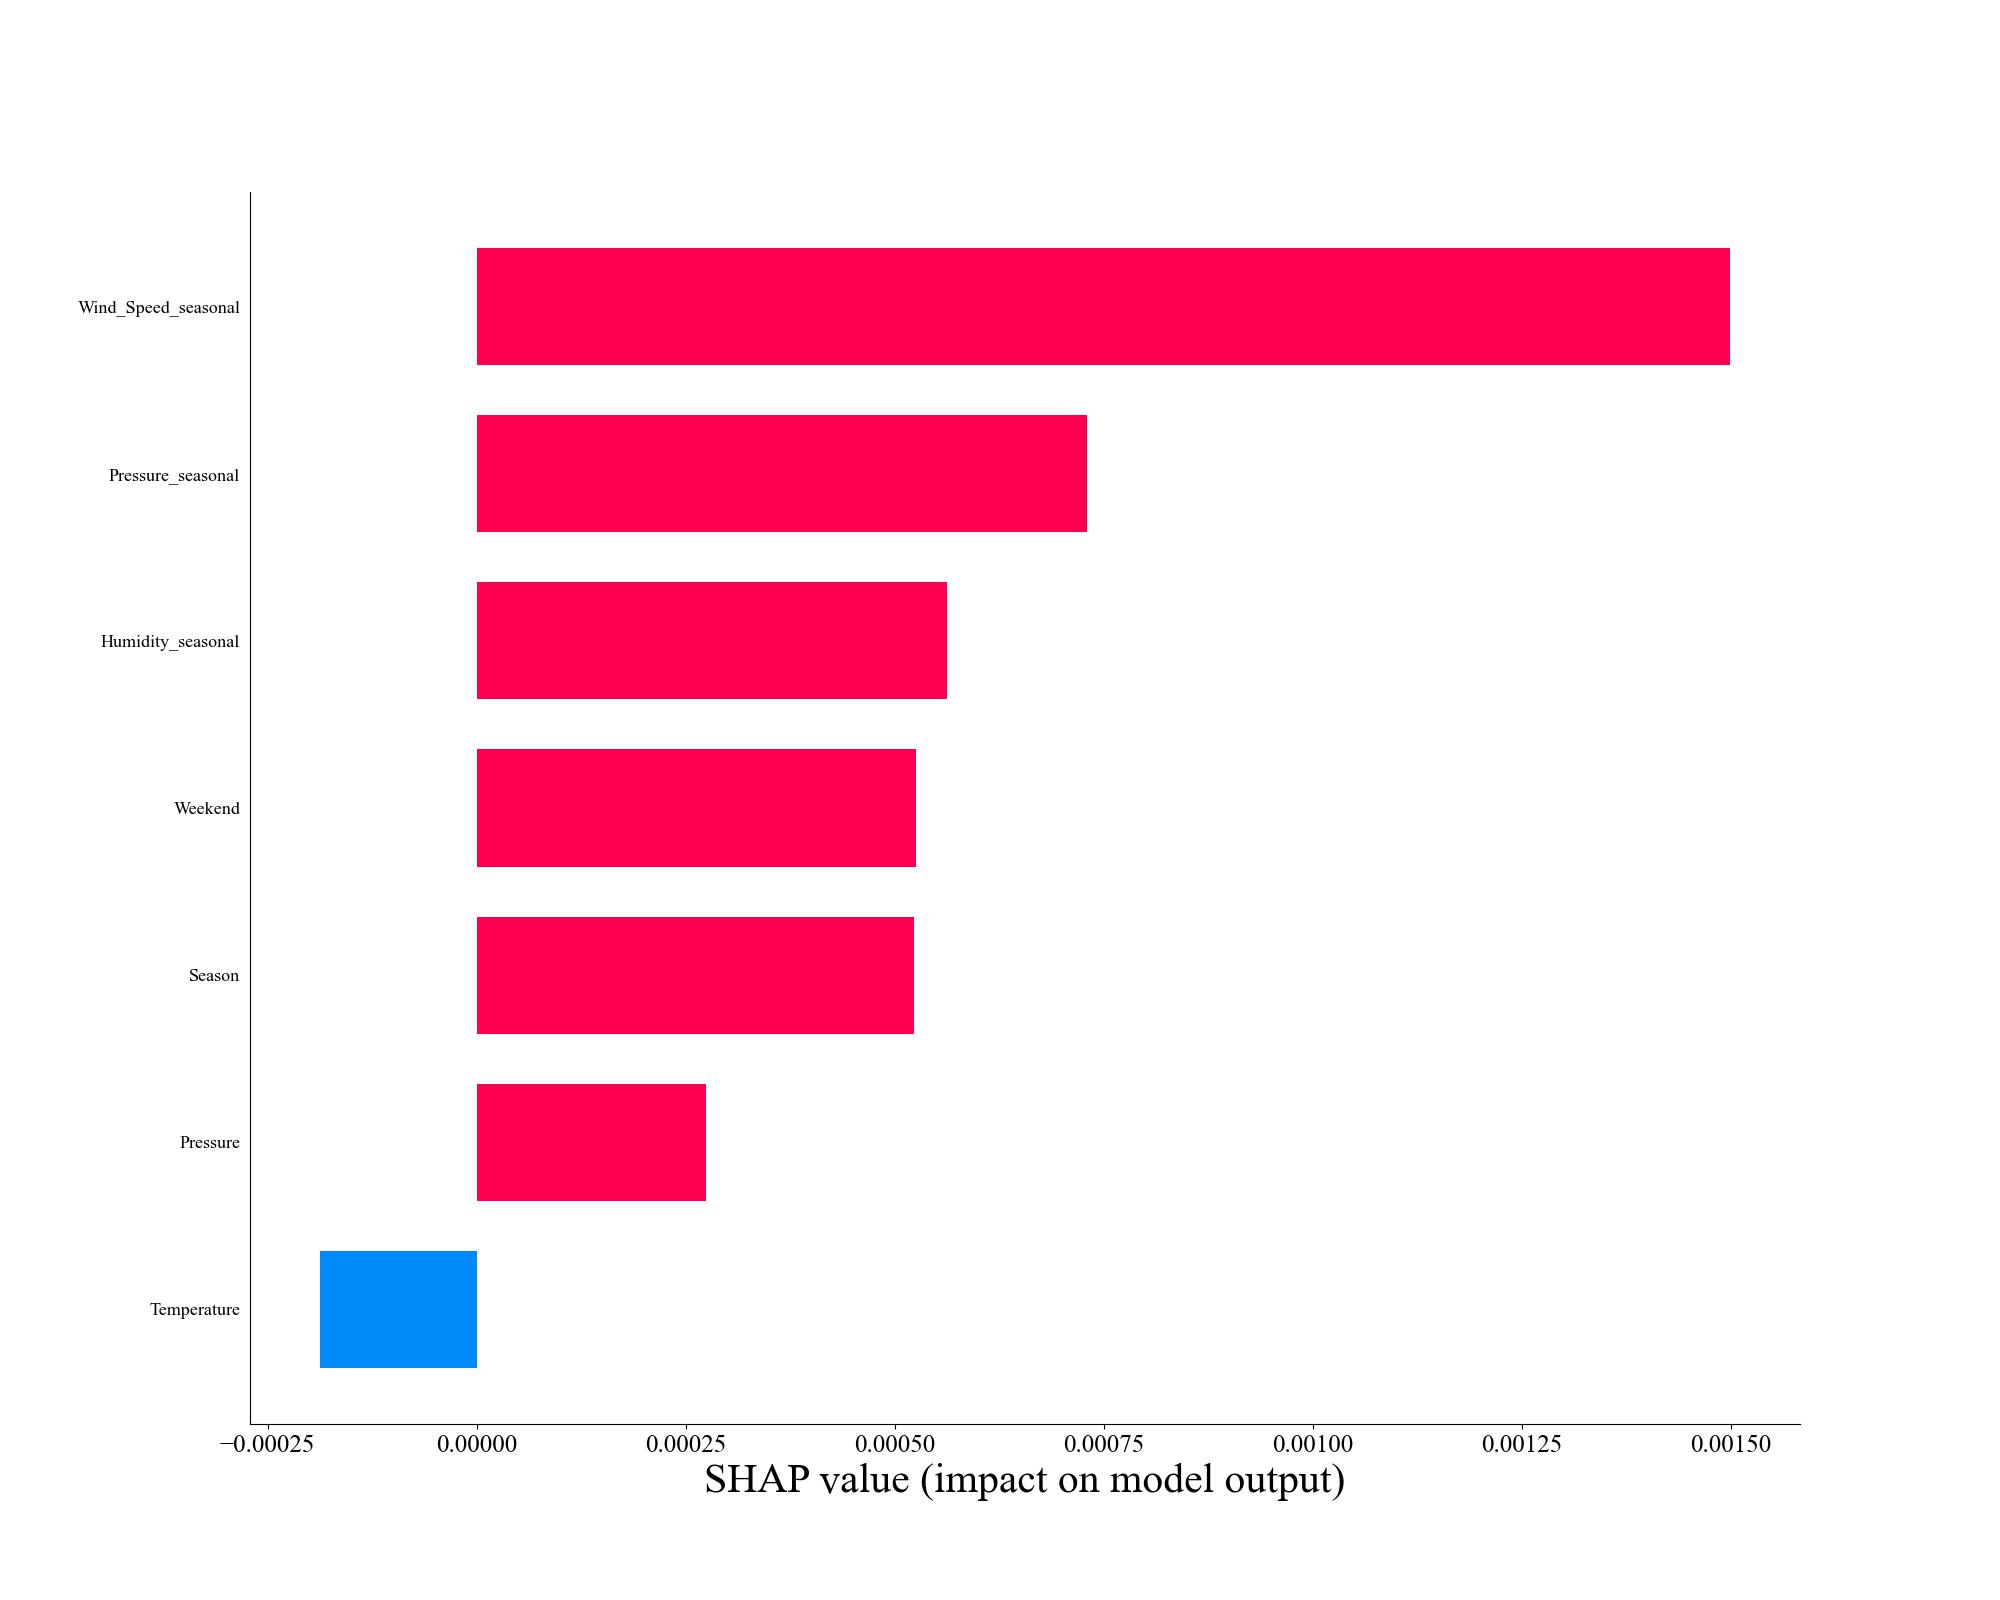 Wind_Speed_seasonal
Pressure_seasonal
Humidity_seasonal
Weekend
Season
Pressure
Temperature
−0.00025 0.00000 0.00025 0.00050 0.00075 0.00100 0.00125 0.00150
SHAP value (impact on model output)